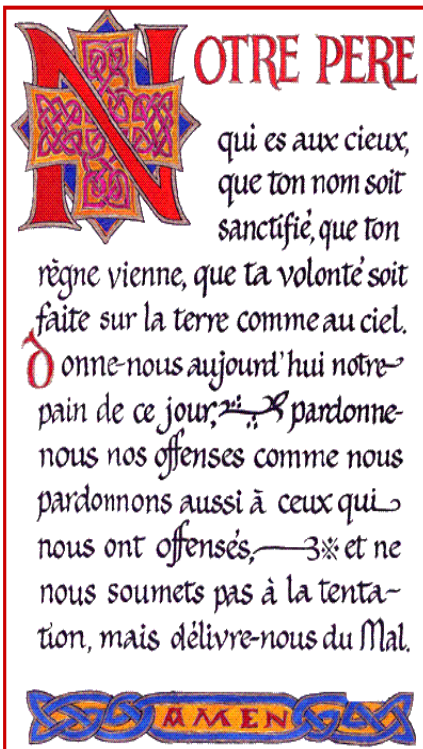 NOTRE PERE
qui es aux cieux,
que ton nom soit
sanctifié, que ton
règne vienne, que ta volonté soit
faite sur la terre comme au ciel.
Donne-nous aujourd'hui notre
pain de ce jour, pardonne-
nous nos offenses comme nous
pardonnons aussi à ceux qui
nous ont offensés, et ne
nous soumets pas à la tenta-
tion, mais délivre-nous du Mal.
AMEN